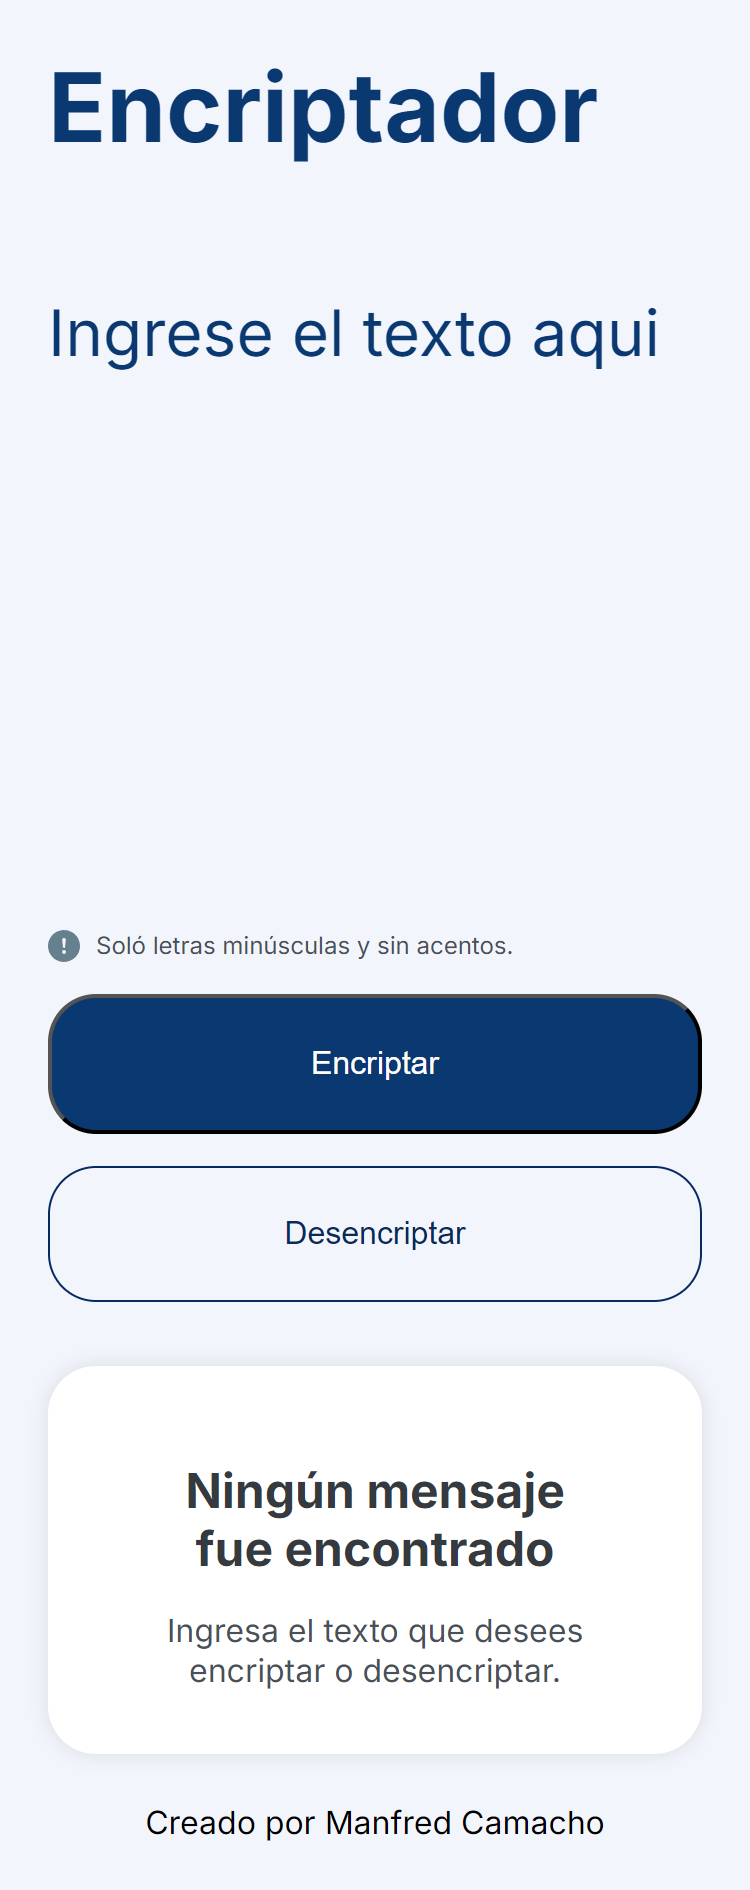 Encriptador
Ingrese el texto aqui
Soló letras minúsculas y sin acentos.
Encriptar
Desencriptar
Ningún mensaje
fue encontrado
Ingresa el texto que desees
encriptar o desencriptar.
Creado por Manfred Camacho